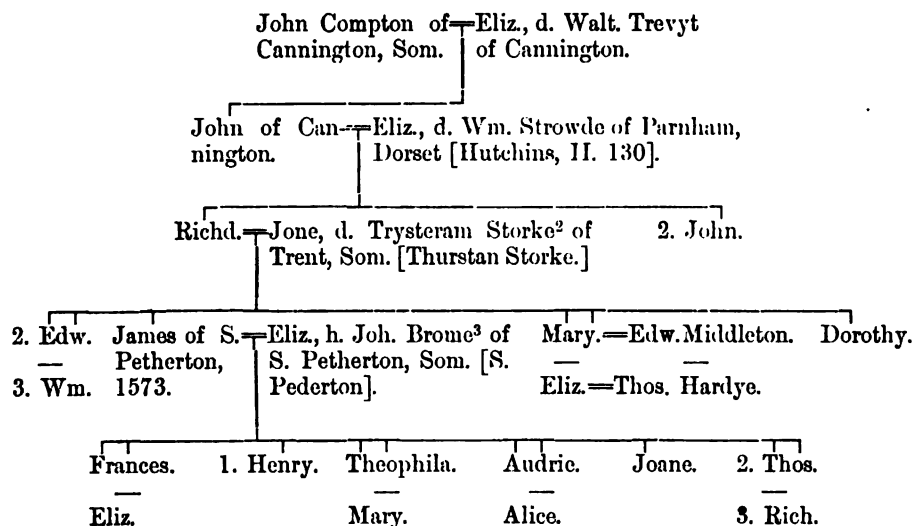 John Compton of Eliz., d. Walt. Trevyt
Cannington, Som. of Cannington.
John of Can- Eliz., d. Wm. Strowde of Parnham,
nington. Dorset [Hutchins, II. 130].
Richd. Jone, d. Trysteram Storke² of 2. John.
Trent, Som. [Thurstan Storke.]
2. Edw. James of S. Eliz., h. Joh. Brome³ of Mary.=Edw. Middleton. Dorothy.
Petherton, S. Petherton, Som. [S.
3. Wm. 1573. Pederton]. Eliz.=Thos. Hardye.
Frances. 1. Henry. Theophila. Audrie. Joane. 2. Thos.
Eliz. Mary. Alice. 3. Rich.